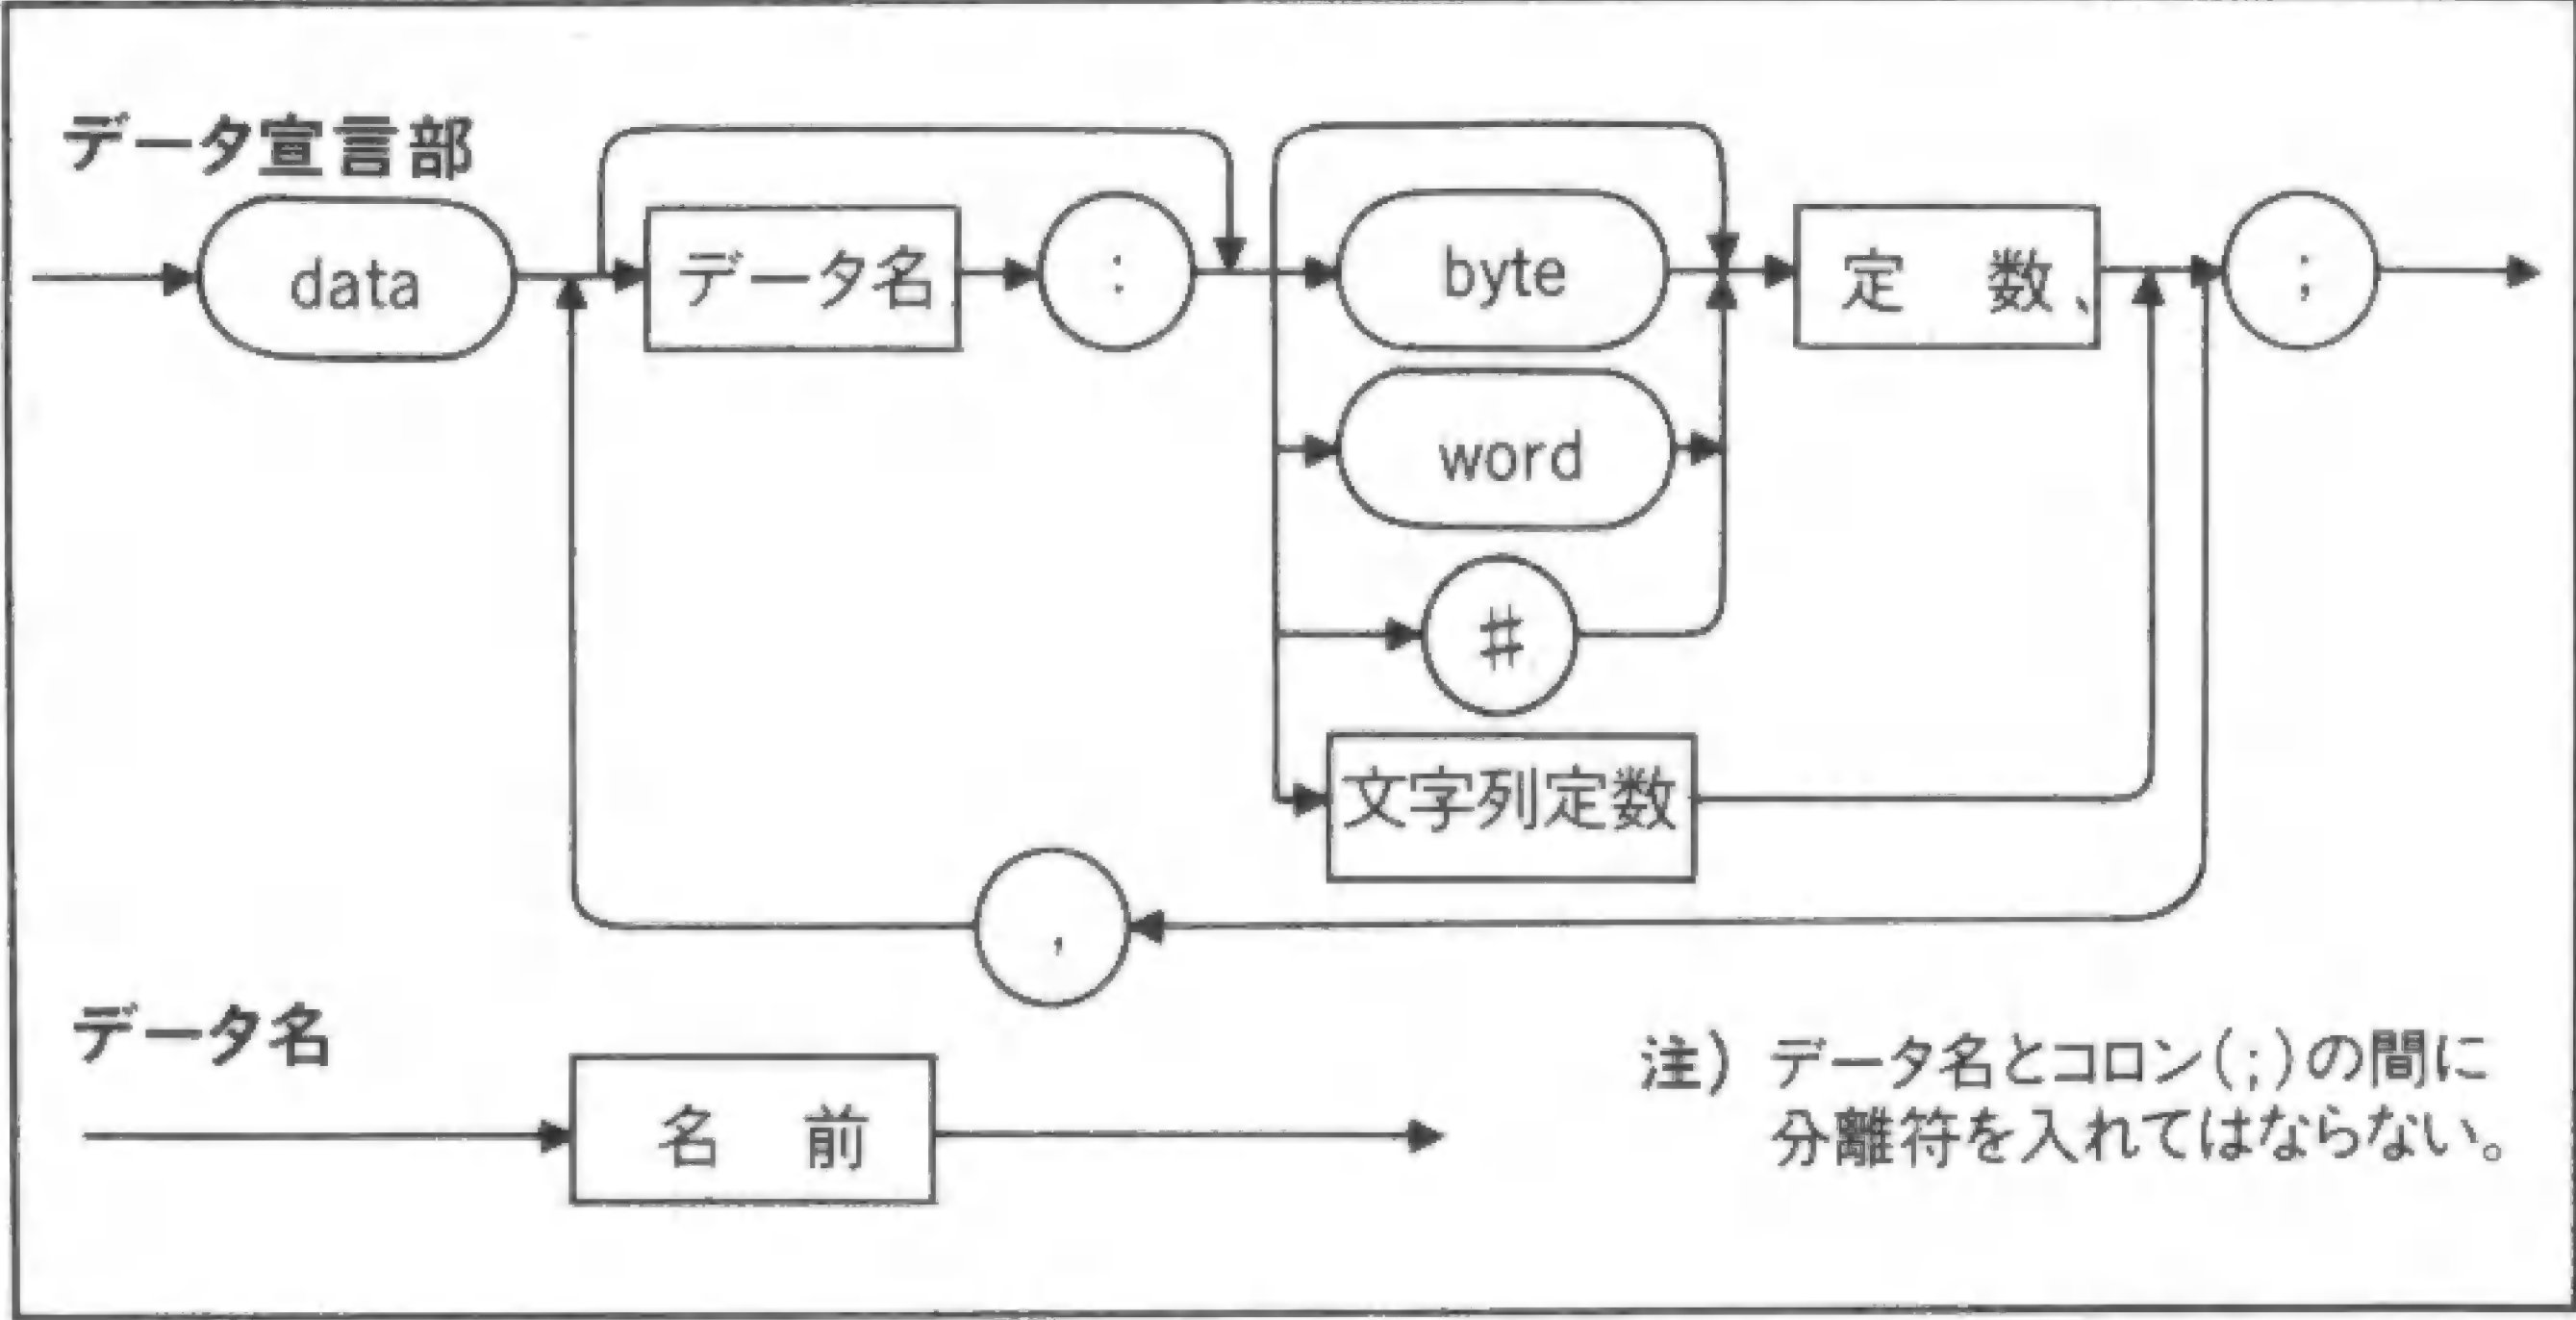 データ宣言部
data
データ名
:
byte
定 数、
;
word
#
文字列定数
,
データ名
名 前
注) データ名とコロン(;)の間に
分離符を入れてはならない。